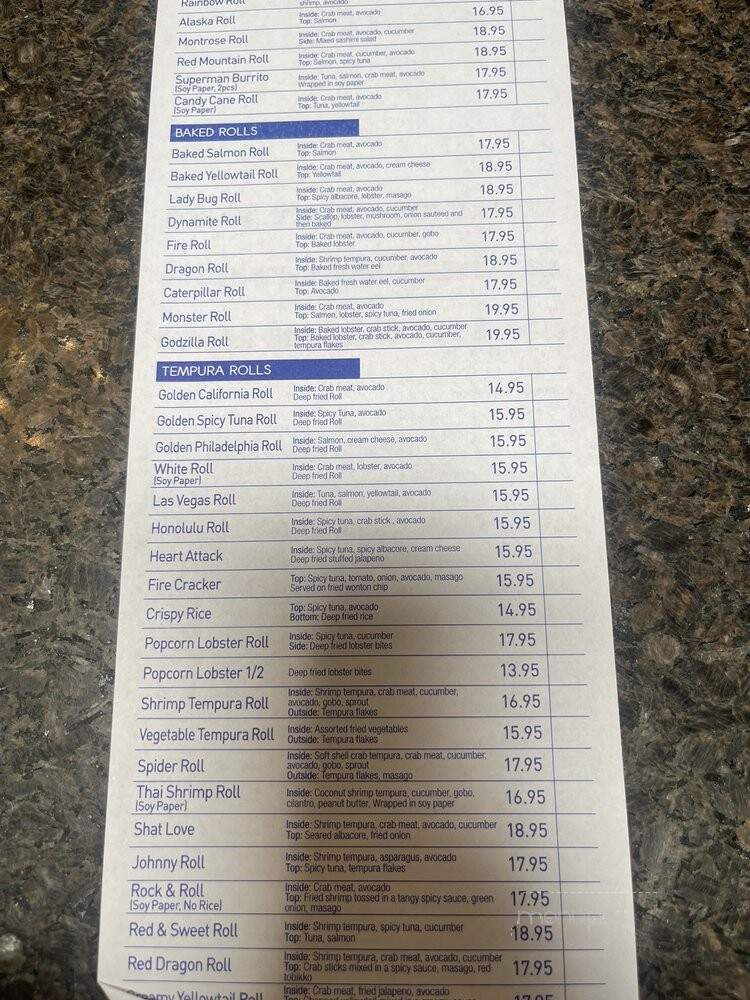 Rainbow Roll shrimp, avocado
Alaska Roll Inside: Crab meat, avocado 16.95
Top: Salmon
Montrose Roll Inside: Crab meat, avocado, cucumber 18.95
Side: Mixed sashimi salad
Red Mountain Roll Inside: Crab meat, cucumber, avocado 18.95
Top: Salmon, spicy tuna
Superman Burrito Inside: Tuna, salmon, crab meat, avocado 17.95
(Soy Paper, 2pcs) Wrapped in soy paper
Candy Cane Roll Inside: Crab meat, avocado 17.95
(Soy Paper) Top: Tuna, yellowtail
BAKED ROLLS
Baked Salmon Roll Inside: Crab meat, avocado 17.95
Top: Salmon
Baked Yellowtail Roll Inside: Crab meat, avocado, cream cheese 18.95
Top: Yellowtail
Lady Bug Roll Inside: Crab meat, avocado 18.95
Top: Spicy albacore, lobster, masago
Dynamite Roll Inside: Crab meat, avocado, cucumber 17.95
Side: Scallop, lobster, mushroom, onion sauteed and
then baked
Fire Roll Inside: Crab meat, avocado, cucumber, gobo 17.95
Top: Baked lobster
Dragon Roll Inside: Shrimp tempura, cucumber, avocado 18.95
Top: Baked fresh water eel
Caterpillar Roll Inside: Baked fresh water eel, cucumber 17.95
Top: Avocado
Monster Roll Inside: Crab meat, avocado 19.95
Top: Salmon, lobster, spicy tuna, fried onion
Godzilla Roll Inside: Baked lobster, crab stick, avocado, cucumber 19.95
Top: Baked lobster, crab stick, avocado, cucumber,
tempura flakes
TEMPURA ROLLS
Golden California Roll Inside: Crab meat, avocado 14.95
Deep fried Roll
Golden Spicy Tuna Roll Inside: Spicy Tuna, avocado 15.95
Deep fried Roll
Golden Philadelphia Roll Inside: Salmon, cream cheese, avocado 15.95
Deep fried Roll
White Roll Inside: Crab meat, lobster, avocado 15.95
(Soy Paper) Deep fried Roll
Las Vegas Roll Inside: Tuna, salmon, yellowtail, avocado 15.95
Deep fried Roll
Honolulu Roll Inside: Spicy tuna, crab stick , avocado 15.95
Deep fried Roll
Heart Attack Inside: Spicy tuna, spicy albacore, cream cheese 15.95
Deep fried stuffed jalapeno
Fire Cracker Top: Spicy tuna, tomato, onion, avocado, masago 15.95
Served on fried wonton chip
Crispy Rice Top: Spicy tuna, avocado 14.95
Bottom: Deep fried rice
Popcorn Lobster Roll Inside: Spicy tuna, cucumber 17.95
Side: Deep fried lobster bites
Popcorn Lobster 1/2 Deep fried lobster bites 13.95
Shrimp Tempura Roll Inside: Shrimp tempura, crab meat, cucumber, 16.95
avocado, gobo, sprout
Outside: Tempura flakes
Vegetable Tempura Roll Inside: Assorted fried vegetables 15.95
Outside: Tempura flakes
Spider Roll Inside: Soft shell crab tempura, crab meat, cucumber, 17.95
avocado, gobo, sprout
Outside: Tempura flakes, masago
Thai Shrimp Roll Inside: Coconut shrimp tempura, cucumber, gobo, 16.95
(Soy Paper) cilantro, peanut butter, Wrapped in soy paper
Shat Love Inside: Shrimp tempura, crab meat, avocado, cucumber 18.95
Top: Seared albacore, fried onion
Johnny Roll Inside: Shrimp tempura, asparagus, avocado 17.95
Top: Spicy tuna, tempura flakes
Rock & Roll Inside: Crab meat, avocado 17.95
(Soy Paper, No Rice) Top: Fried shrimp tossed in a tangy spicy sauce, green
onion, masago
Red & Sweet Roll Inside: Shrimp tempura, spicy tuna, cucumber 18.95
Top: Tuna, salmon
Red Dragon Roll Inside: Shrimp tempura, crab meat, avocado, cucumber 17.95
Top: Crab sticks mixed in a spicy sauce, masago, red
tobikko
Yellowtail Roll Inside: Crab meat, fried jalapeno, avocado 17.95